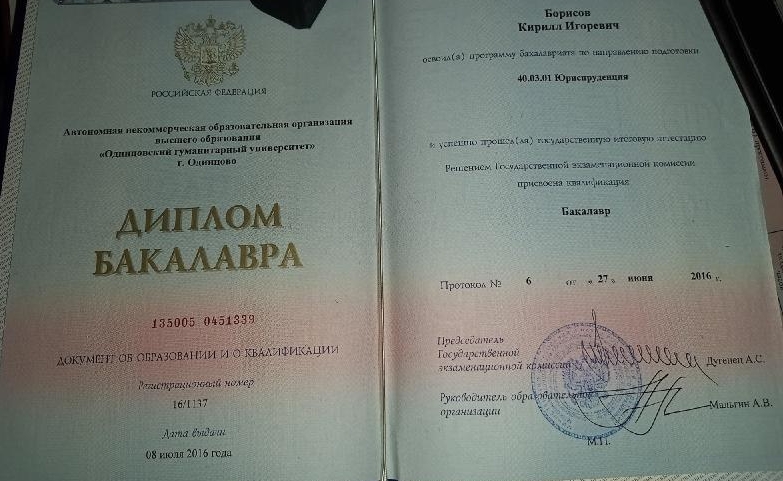 РОССИЙСКАЯ ФЕДЕРАЦИЯ
Автономная некоммерческая образовательная организация
высшего образования
«Одинцовский гуманитарный университет»
г. Одинцово
ДИПЛОМ
БАКАЛАВРА
135005 0451339
ДОКУМЕНТ ОБ ОБРАЗОВАНИИ И О КВАЛИФИКАЦИИ
Регистрационный номер
16/1137
Дата выдачи
08 июля 2016 года
Борисов
Кирилл Игоревич
освоил(а) программу бакалавриата по направлению подготовки
40.03.01 Юриспруденция
и успешно прошел(ла) государственную итоговую аттестацию
Решением Государственной экзаменационной комиссии
присвоена квалификация
Бакалавр
Протокол № 6 от « 27 » июня 2016 г.
Председатель
Государственной
экзаменационной комиссии Дугенец А.С.
Руководитель образовательной
организации Мальгин А.В.
М.П.